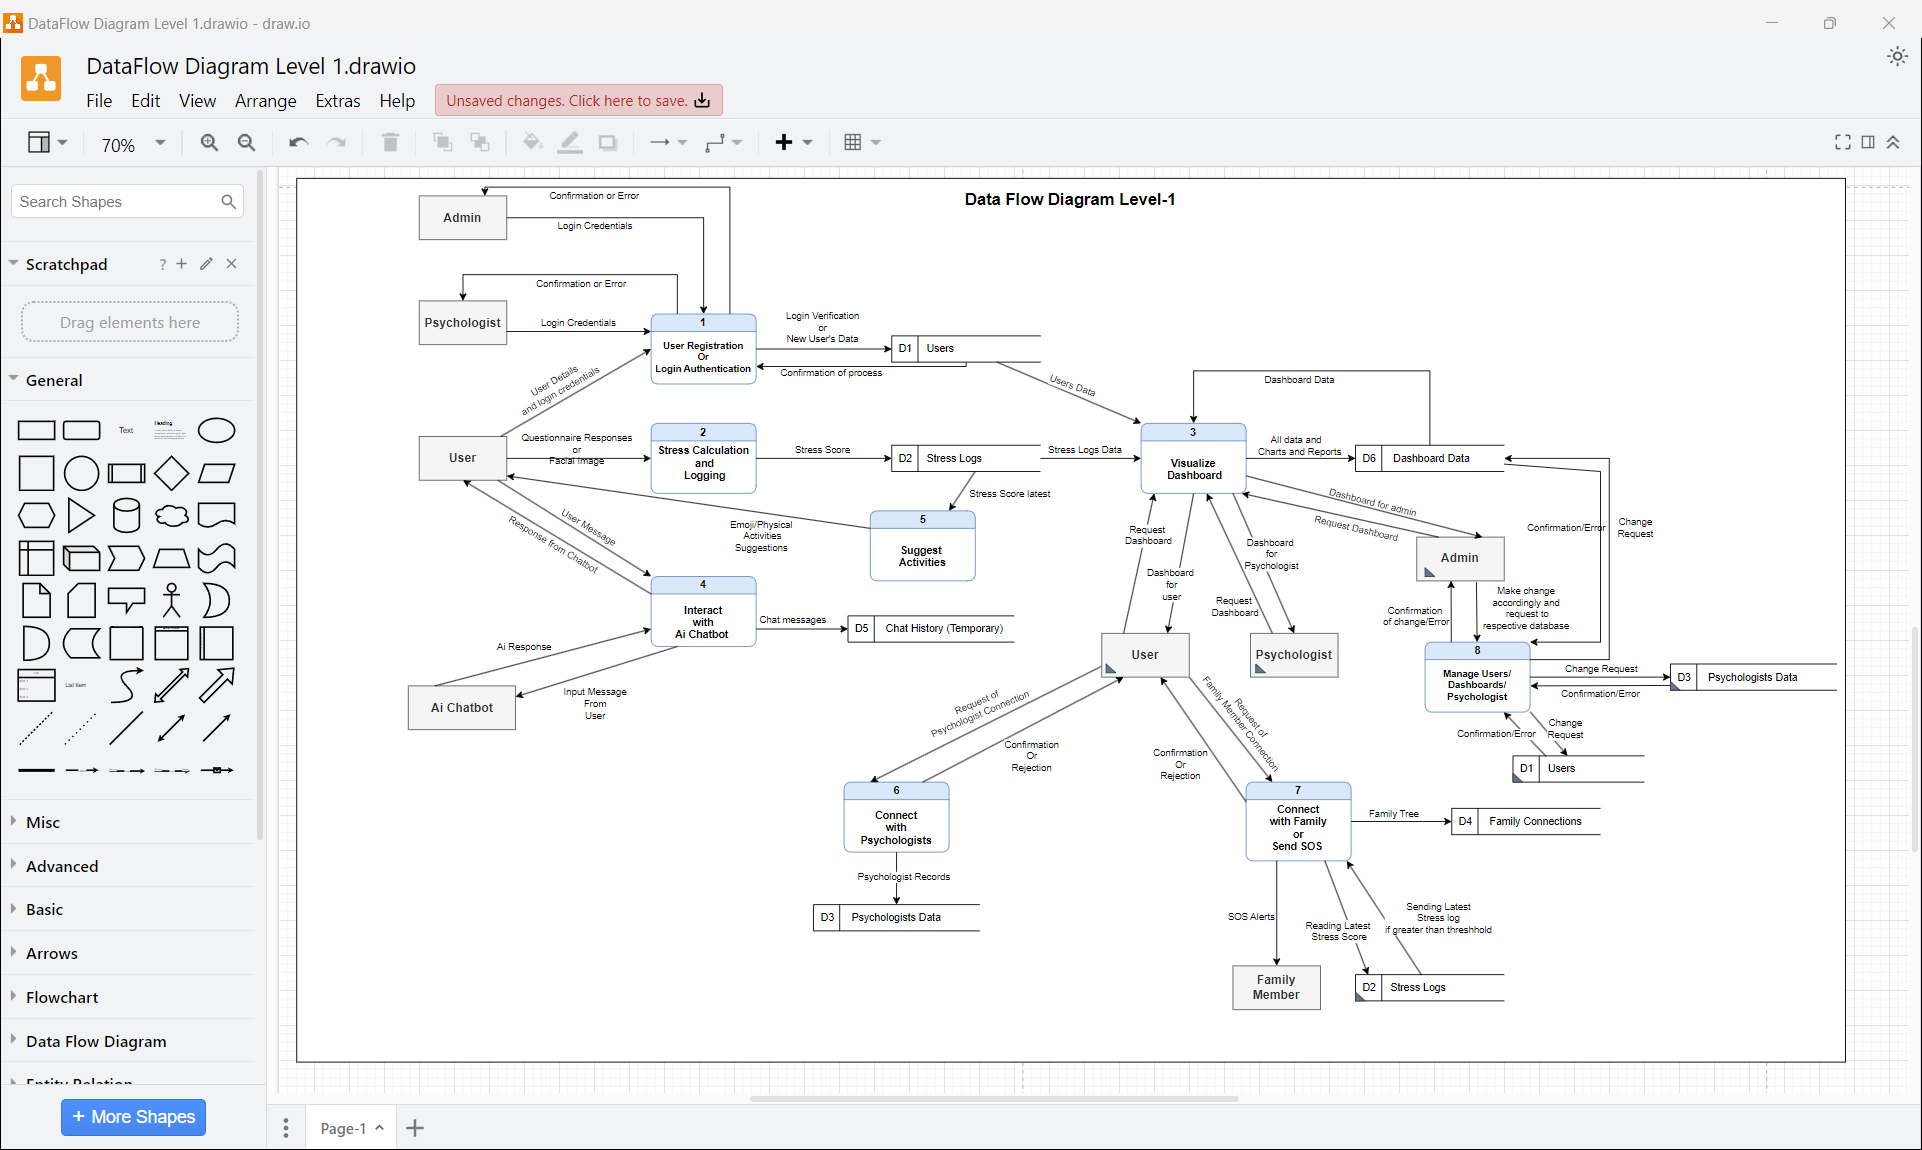 DataFlow Diagram Level 1.drawio - draw.io
DataFlow Diagram Level 1.drawio
File Edit View Arrange Extras Help
Unsaved changes. Click here to save.
70%
Search Shapes
Scratchpad
?
Drag elements here
General
Text
Heading
List Item
Misc
Advanced
Basic
Arrows
Flowchart
Data Flow Diagram
Entity Relation
+ More Shapes
Page-1
Data Flow Diagram Level-1
Admin
Confirmation or Error
Login Credentials
Confirmation or Error
Psychologist
Login Credentials
1
User Registration
Or
Login Authentication
Login Verification
or
New User's Data
D1 Users
Confirmation of process
User Details
and login credentials
Users Data
Dashboard Data
User
Questionnaire Responses
or
Facial Image
2
Stress Calculation
and
Logging
Stress Score
D2 Stress Logs
Stress Logs Data
3
Visualize
Dashboard
All data and
Charts and Reports
D6 Dashboard Data
Stress Score latest
5
Suggest
Activities
Emoji/Physical
Activities
Suggestions
User Message
Response from Chatbot
4
Interact
with
Ai Chatbot
Chat messages
D5 Chat History (Temporary)
Ai Response
Ai Chatbot
Input Message
From
User
Request
Dashboard
Dashboard
for
user
Dashboard
for
Psychologist
Request
Dashboard
Dashboard for admin
Request Dashboard
Admin
Confirmation/Error
Change
Request
Confirmation
of change/Error
Make change
accordingly and
request to
respective database
User
Psychologist
8
Manage Users/
Dashboards/
Psychologist
Change Request
Confirmation/Error
D3 Psychologists Data
Confirmation/Error
Change
Request
D1 Users
Request of
Psychologist Connection
Confirmation
Or
Rejection
Confirmation
Or
Rejection
Request of
Family Member Connection
6
Connect
with
Psychologists
Psychologist Records
D3 Psychologists Data
7
Connect
with Family
or
Send SOS
Family Tree
D4 Family Connections
SOS Alerts
Reading Latest
Stress Score
Sending Latest
Stress log
if greater than threshhold
Family
Member
D2 Stress Logs